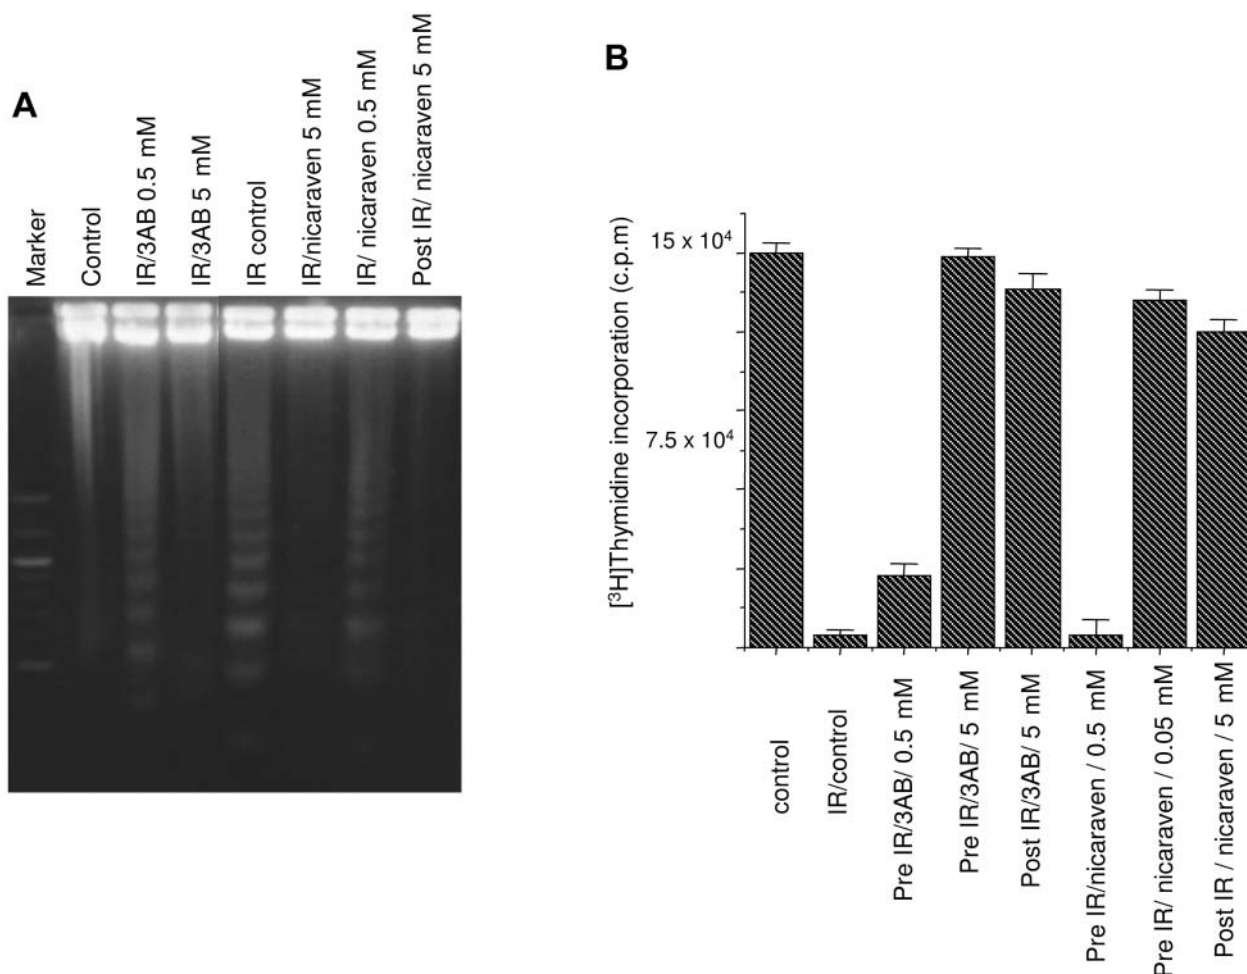 A
Marker
Control
IR/3AB 0.5 mM
IR/3AB 5 mM
IR control
IR/nicaraven 5 mM
IR/ nicaraven 0.5 mM
Post IR/ nicaraven 5 mM
B
[³H]Thymidine incorporation (c.p.m)
15 x 10⁴
7.5 x 10⁴
control
IR/control
Pre IR/3AB/ 0.5 mM
Pre IR/3AB/ 5 mM
Post IR/3AB/ 5 mM
Pre IR/nicaraven / 0.5 mM
Pre IR/ nicaraven / 0.05 mM
Post IR / nicaraven / 5 mM